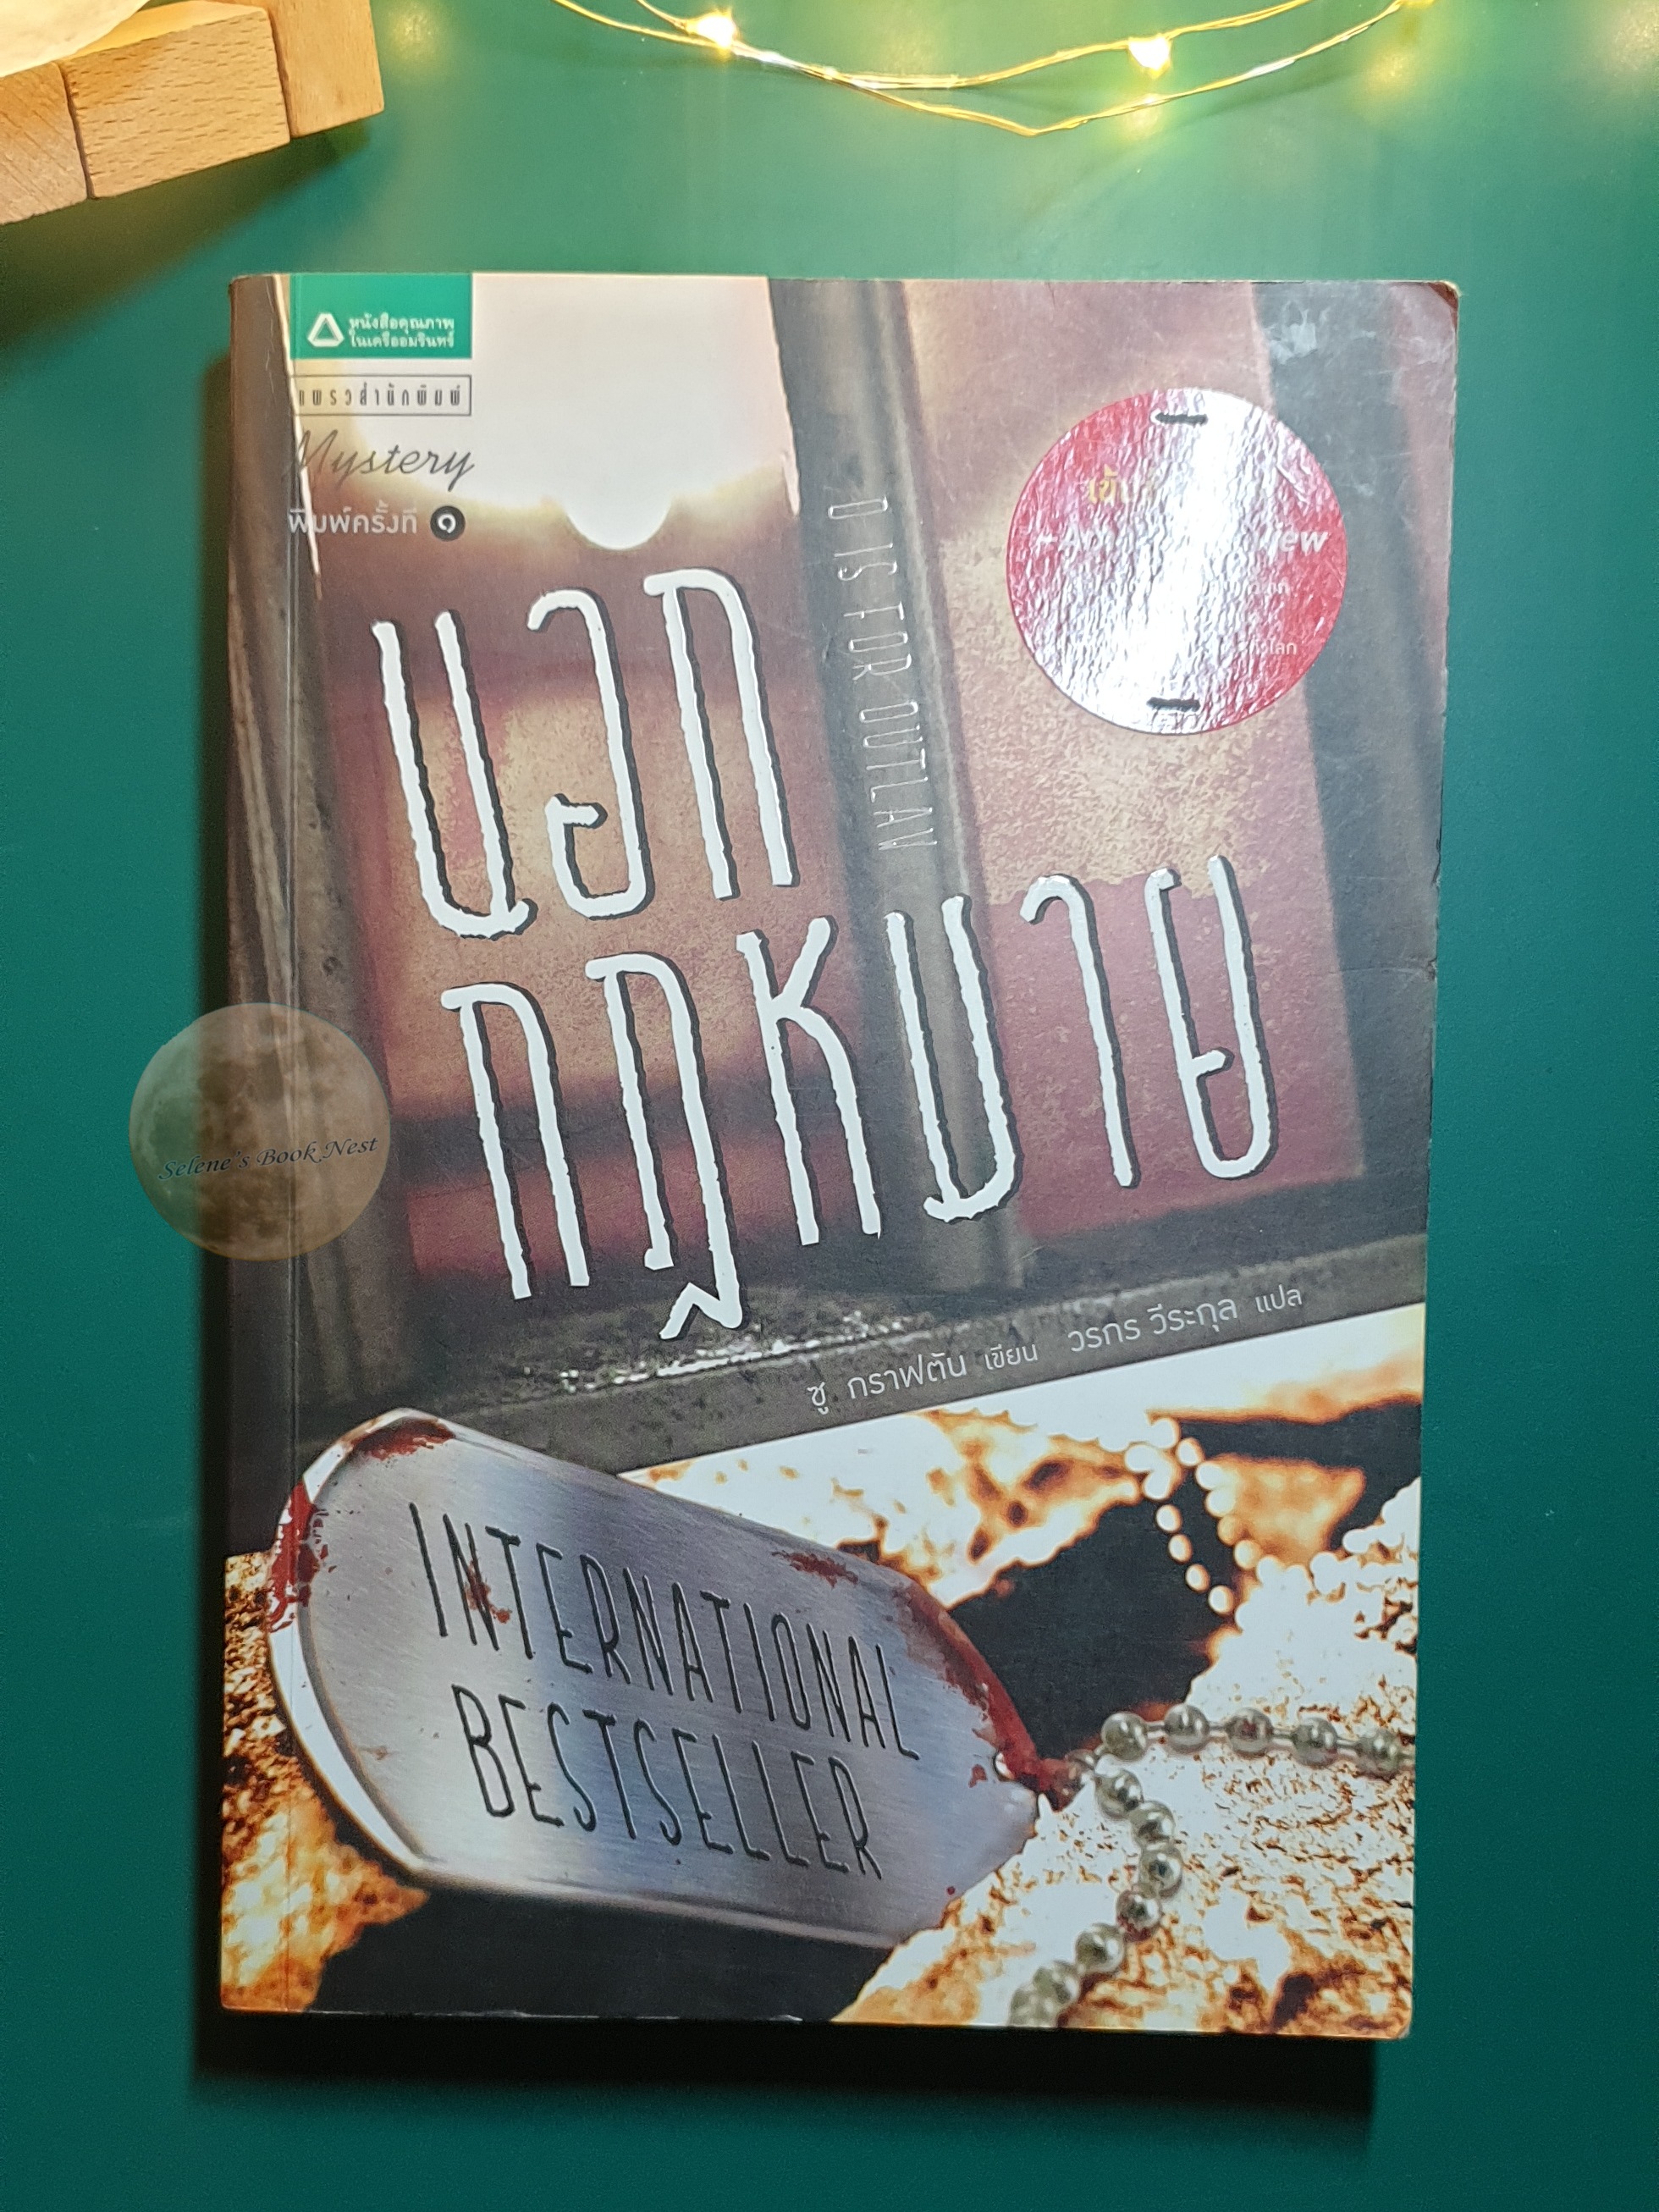 หนังสือคุณภาพ
ในเครืออมรินทร์
แพรวสำนักพิมพ์
Mystery
พิมพ์ครั้งที่ ๑
O IS FOR OUTLAW
นอก
กฎหมาย
ซู กราฟตัน เขียน วรกร วีระกุล แปล
INTERNATIONAL
BESTSELLER
Selene's Book Nest